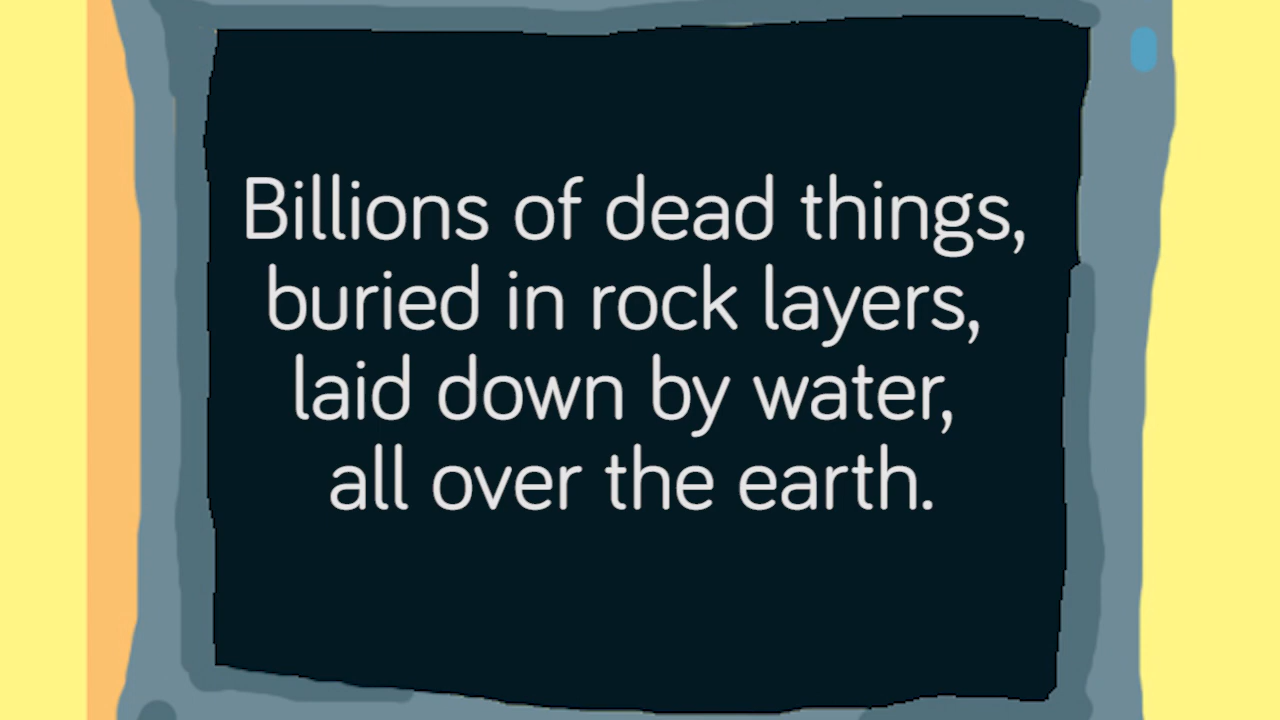 Billions of dead things,
buried in rock layers,
laid down by water,
all over the earth.